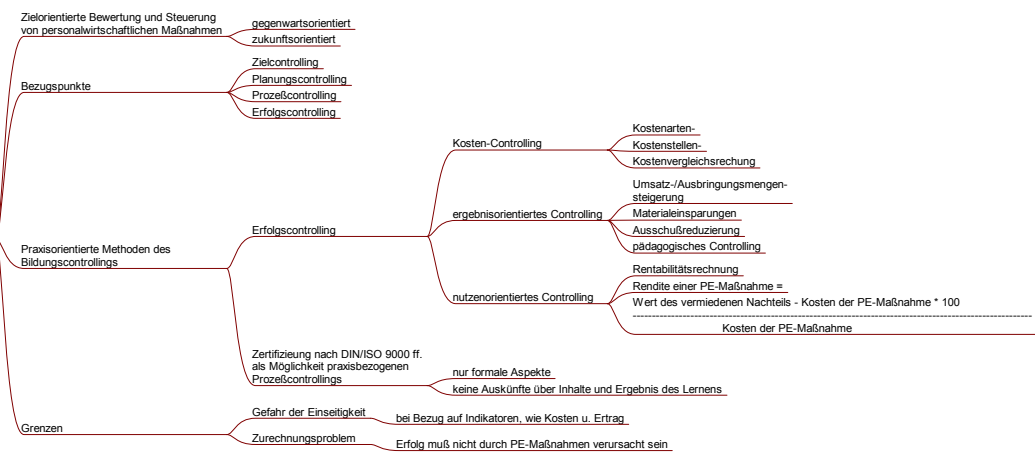 Zielorientierte Bewertung und Steuerung
von personalwirtschaftlichen Maßnahmen
gegenwartsorientiert
zukunftsorientiert
Bezugspunkte
Zielcontrolling
Planungscontrolling
Prozeßcontrolling
Erfolgscontrolling
Praxisorientierte Methoden des
Bildungscontrollings
Erfolgscontrolling
Kosten-Controlling
Kostenarten-
Kostenstellen-
Kostenvergleichsrechung
ergebnisorientiertes Controlling
Umsatz-/Ausbringungsmengen-
steigerung
Materialeinsparungen
Ausschußreduzierung
pädagogisches Controlling
nutzenorientiertes Controlling
Rentabilitätsrechnung
Rendite einer PE-Maßnahme =
Wert des vermiedenen Nachteils - Kosten der PE-Maßnahme * 100
Kosten der PE-Maßnahme
Zertifizierung nach DIN/ISO 9000 ff.
als Möglichkeit praxisbezogenen
Prozeßcontrollings
nur formale Aspekte
keine Auskünfte über Inhalte und Ergebnis des Lernens
Grenzen
Gefahr der Einseitigkeit
bei Bezug auf Indikatoren, wie Kosten u. Ertrag
Zurechnungsproblem
Erfolg muß nicht durch PE-Maßnahmen verursacht sein